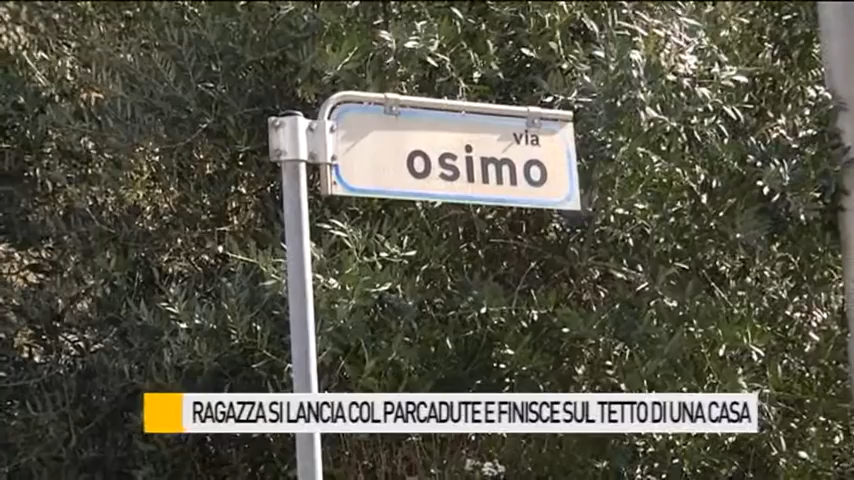 via
osimo
RAGAZZA SI LANCIA COL PARCADUTE E FINISCE SUL TETTO DI UNA CASA